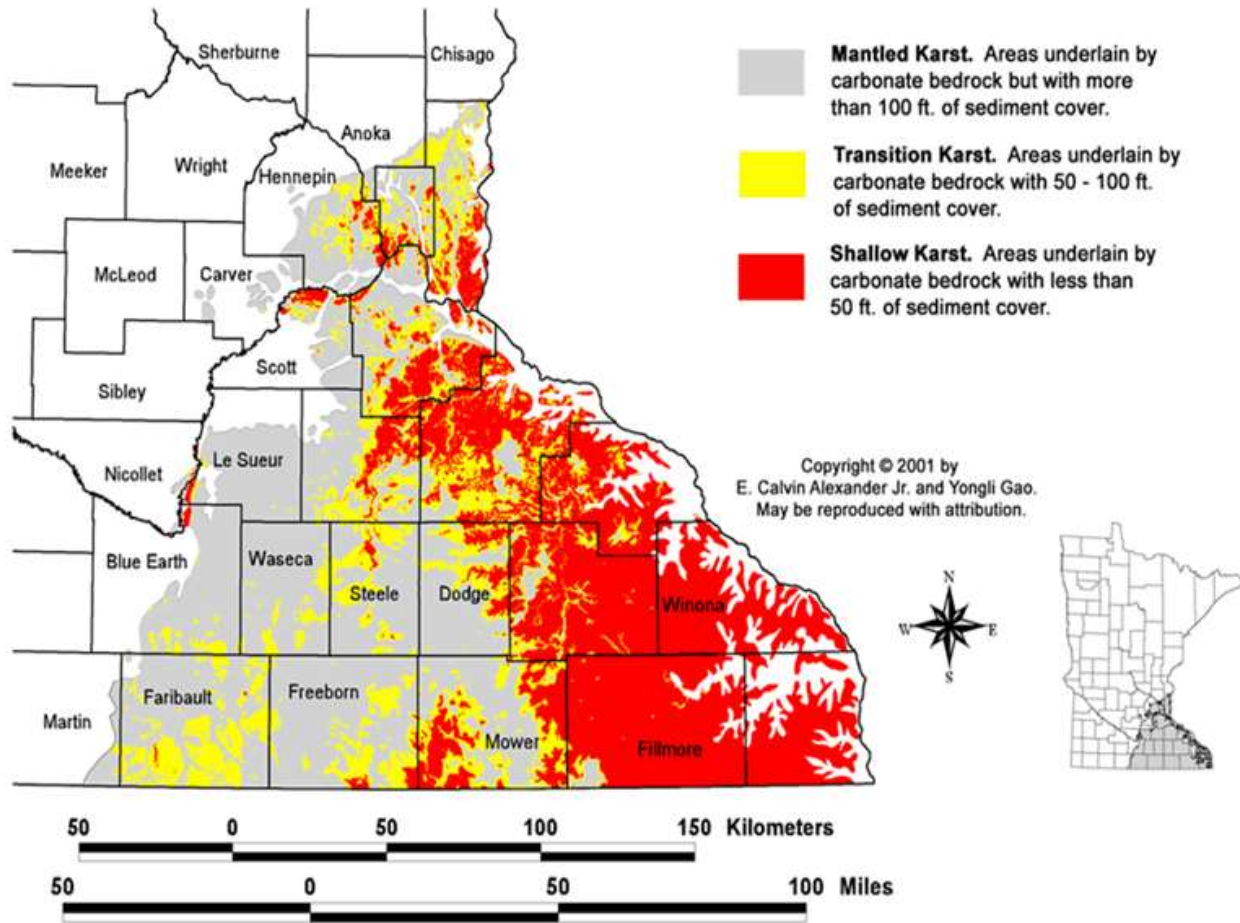 Sherburne
Chisago
Anoka
Meeker
Wright
Hennepin
McLeod
Carver
Scott
Sibley
Nicollet
Le Sueur
Blue Earth
Waseca
Steele
Dodge
Winona
Martin
Faribault
Freeborn
Mower
Fillmore
Mantled Karst. Areas underlain by
carbonate bedrock but with more
than 100 ft. of sediment cover.
Transition Karst. Areas underlain by
carbonate bedrock with 50 - 100 ft.
of sediment cover.
Shallow Karst. Areas underlain by
carbonate bedrock with less than
50 ft. of sediment cover.
Copyright © 2001 by
E. Calvin Alexander Jr. and Yongli Gao.
May be reproduced with attribution.
N
W E
S
50 0 50 100 150 Kilometers
50 0 50 100 Miles